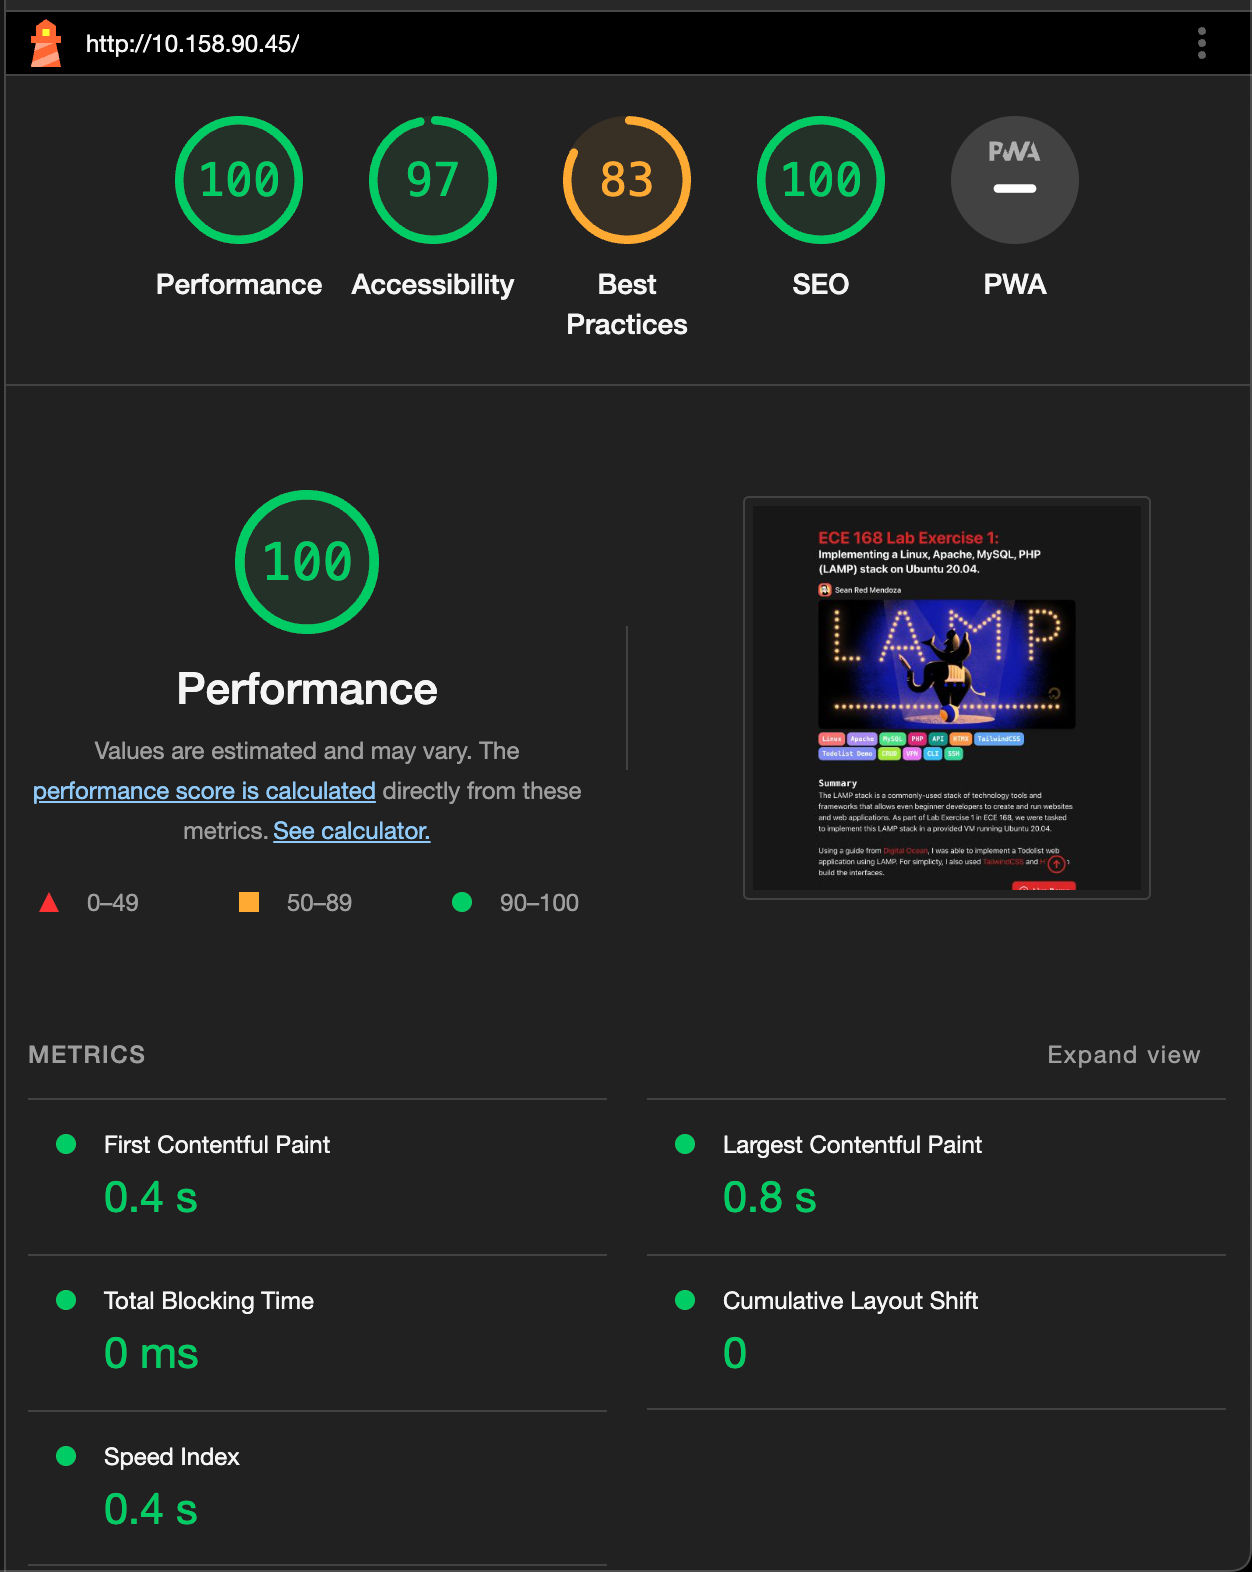 http://10.158.90.45/
100
97
83
100
PWA
Performance
Accessibility
Best
Practices
SEO
PWA
100
Performance
Values are estimated and may vary. The
performance score is calculated directly from these
metrics. See calculator.
0–49
50–89
90–100
ECE 168 Lab Exercise 1:
Implementing a Linux, Apache, MySQL, PHP
(LAMP) stack on Ubuntu 20.04.
Sean Red Mendoza
LAMP
Linux Apache MySQL PHP API HTMX TailwindCSS
Todolist Demo CRUD VPN CLI SSH
Summary
The LAMP stack is a commonly-used stack of technology tools and
frameworks that allows even beginner developers to create and run websites
and web applications. As part of Lab Exercise 1 in ECE 168, we were tasked
to implement this LAMP stack in a provided VM running Ubuntu 20.04.
Using a guide from Digital Ocean, I was able to implement a Todolist web
application using LAMP. For simplicty, I also used TailwindCSS and
build the interfaces.
METRICS
Expand view
First Contentful Paint
0.4 s
Largest Contentful Paint
0.8 s
Total Blocking Time
0 ms
Cumulative Layout Shift
0
Speed Index
0.4 s